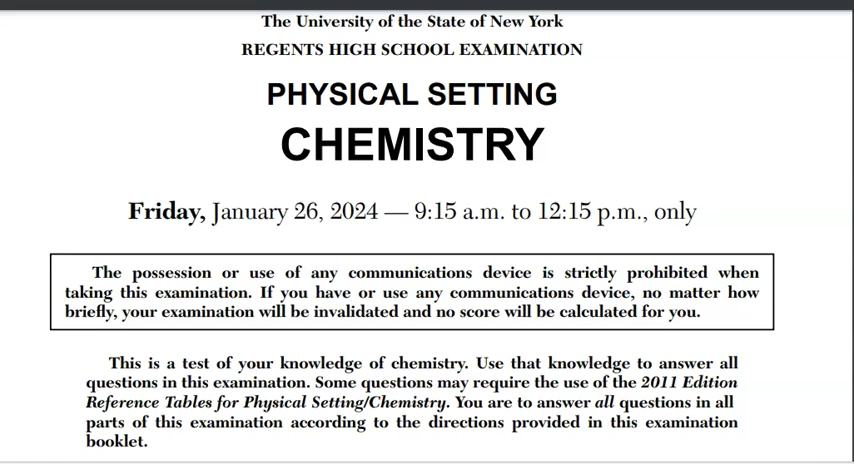 The University of the State of New York
REGENTS HIGH SCHOOL EXAMINATION
PHYSICAL SETTING
CHEMISTRY
Friday, January 26, 2024 — 9:15 a.m. to 12:15 p.m., only
The possession or use of any communications device is strictly prohibited when
taking this examination. If you have or use any communications device, no matter how
briefly, your examination will be invalidated and no score will be calculated for you.
This is a test of your knowledge of chemistry. Use that knowledge to answer all
questions in this examination. Some questions may require the use of the 2011 Edition
Reference Tables for Physical Setting/Chemistry. You are to answer all questions in all
parts of this examination according to the directions provided in this examination
booklet.